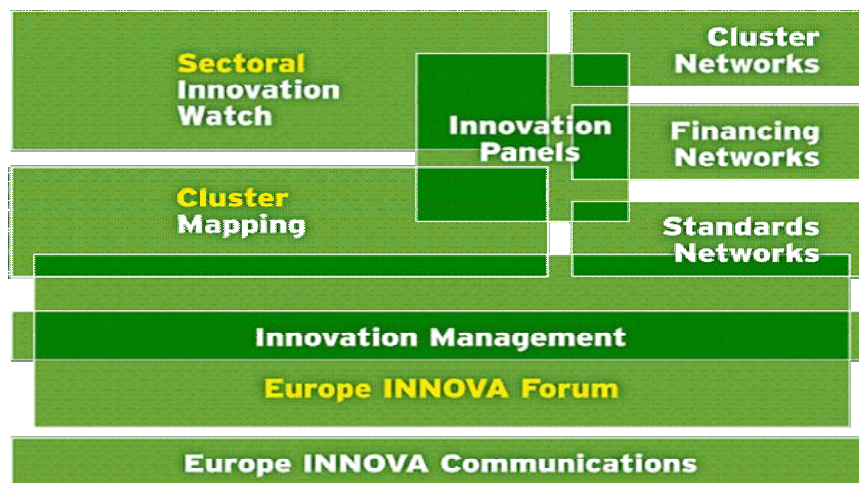 Sectoral
Innovation
Watch
Cluster
Networks
Innovation
Panels
Financing
Networks
Cluster
Mapping
Standards
Networks
Innovation Management
Europe INNOVA Forum
Europe INNOVA Communications